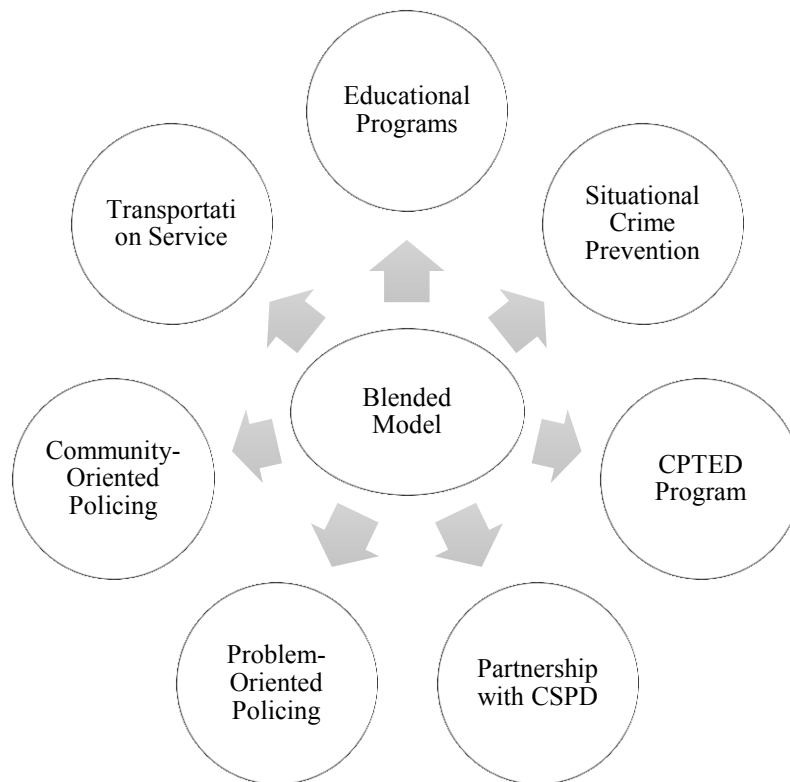 Educational
Programs
Situational
Crime
Prevention
CPTED
Program
Partnership
with CSPD
Problem-
Oriented
Policing
Community-
Oriented
Policing
Transportati
on Service
Blended
Model